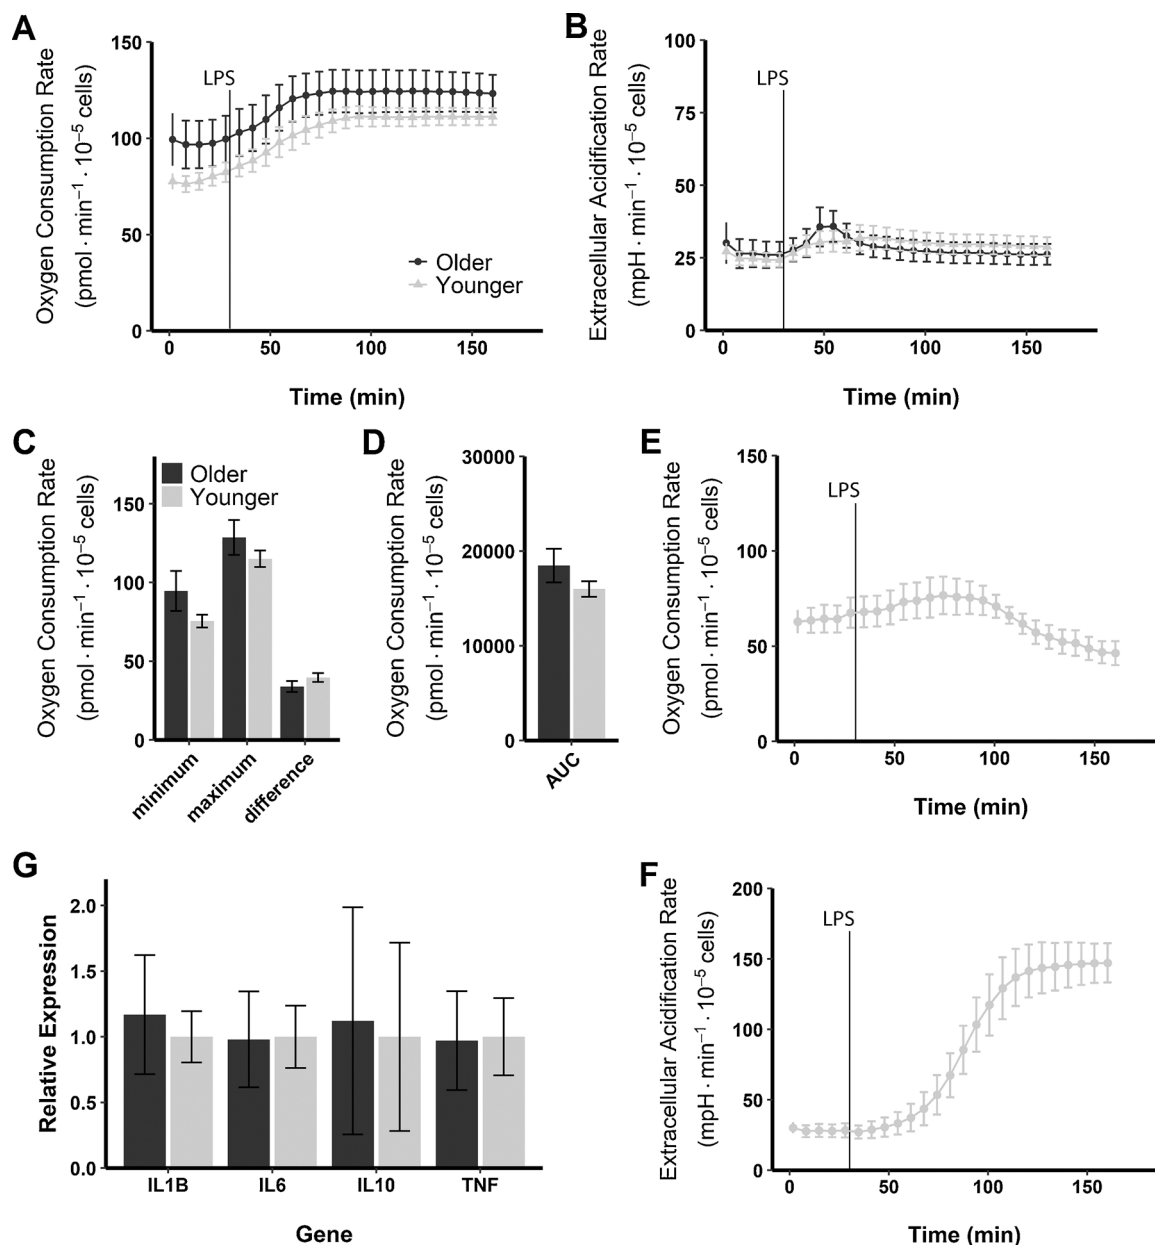 A
Oxygen Consumption Rate
(pmol · min⁻¹ · 10⁻⁵ cells)
150
100
50
0
LPS
Older
Younger
0 50 100 150
Time (min)
B
Extracellular Acidification Rate
(mpH · min⁻¹ · 10⁻⁵ cells)
100
75
50
25
0
LPS
0 50 100 150
Time (min)
C
Oxygen Consumption Rate
(pmol · min⁻¹ · 10⁻⁵ cells)
150
100
50
0
Older
Younger
minimum
maximum
difference
D
Oxygen Consumption Rate
(pmol · min⁻¹ · 10⁻⁵ cells)
30000
20000
10000
0
AUC
E
Oxygen Consumption Rate
(pmol · min⁻¹ · 10⁻⁵ cells)
150
100
50
0
LPS
0 50 100 150
Time (min)
G
Relative Expression
2.0
1.5
1.0
0.5
0.0
IL1B IL6 IL10 TNF
Gene
F
Extracellular Acidification Rate
(mpH · min⁻¹ · 10⁻⁵ cells)
200
150
100
50
0
LPS
0 50 100 150
Time (min)